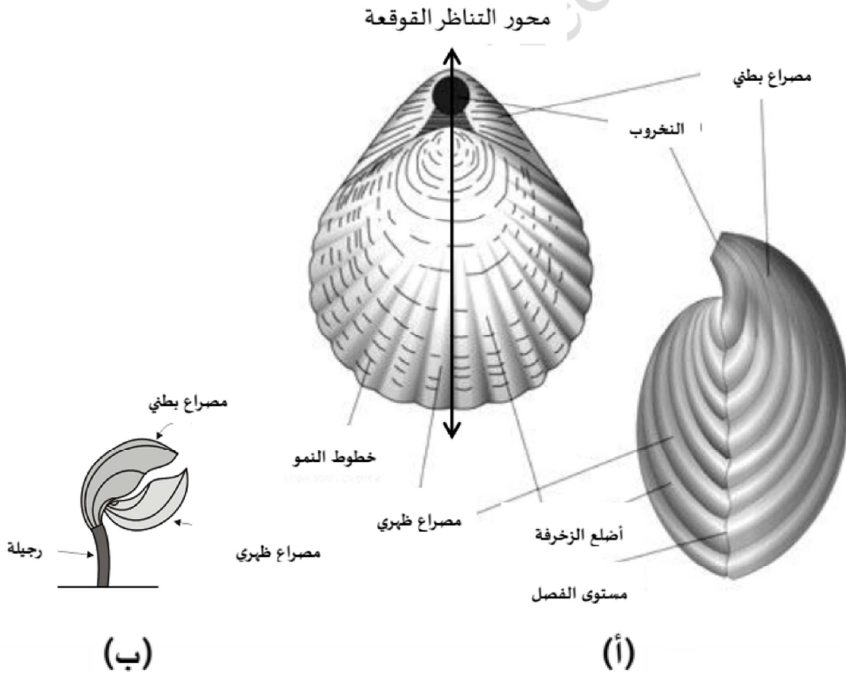 محور التناظر القوقعة
مصراع بطني
النخروب
مصراع بطني
خطوط النمو
مصراع ظهري
أضلع الزخرفة
رجيلة
مصراع ظهري
مستوى الفصل
(أ)
(ب)